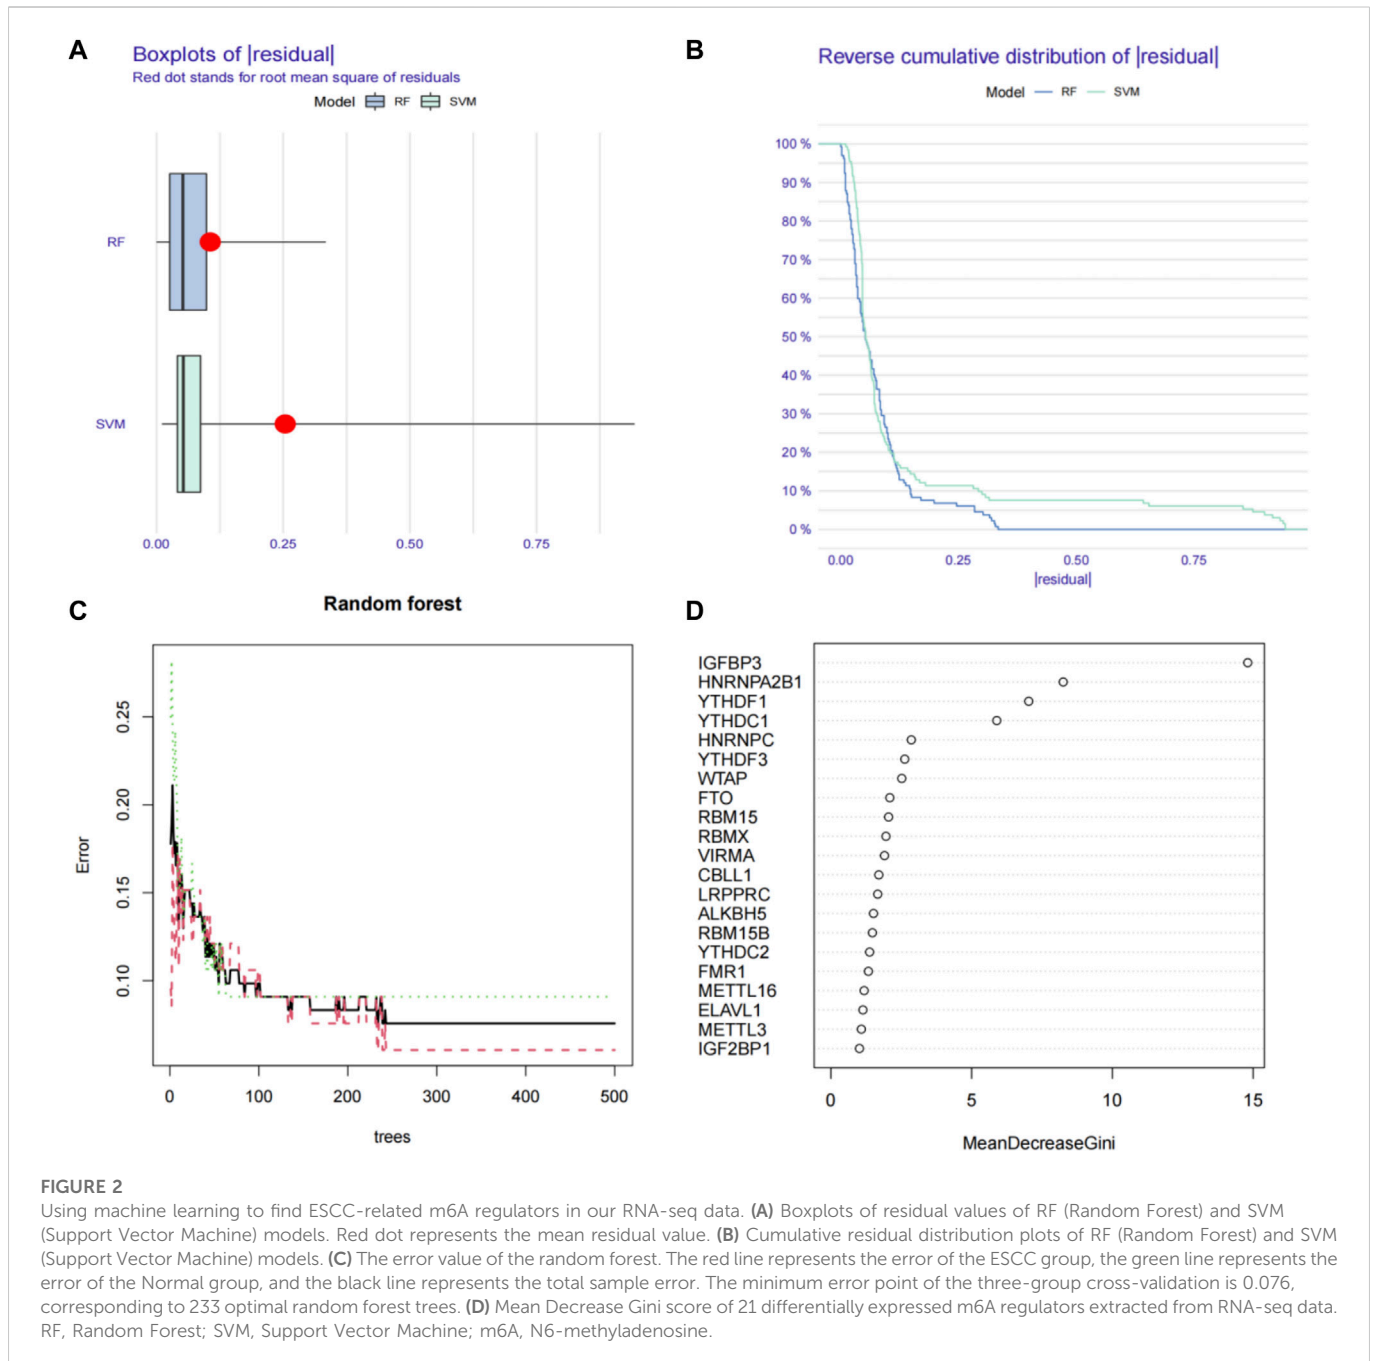 A
Boxplots of |residual|
Red dot stands for root mean square of residuals
Model RF SVM
RF
SVM
0.00 0.25 0.50 0.75
B
Reverse cumulative distribution of |residual|
Model RF SVM
100 %
90 %
80 %
70 %
60 %
50 %
40 %
30 %
20 %
10 %
0 %
0.00 0.25 0.50 0.75
|residual|
C
Random forest
Error
0.25
0.20
0.15
0.10
0 100 200 300 400 500
trees
D
IGFBP3
HNRNPA2B1
YTHDF1
YTHDC1
HNRNPC
YTHDF3
WTAP
FTO
RBM15
RBMX
VIRMA
CBLL1
LRPPRC
ALKBH5
RBM15B
YTHDC2
FMR1
METTL16
ELAVL1
METTL3
IGF2BP1
0 5 10 15
MeanDecreaseGini
FIGURE 2
Using machine learning to find ESCC-related m6A regulators in our RNA-seq data. (A) Boxplots of residual values of RF (Random Forest) and SVM
(Support Vector Machine) models. Red dot represents the mean residual value. (B) Cumulative residual distribution plots of RF (Random Forest) and SVM
(Support Vector Machine) models. (C) The error value of the random forest. The red line represents the error of the ESCC group, the green line represents the
error of the Normal group, and the black line represents the total sample error. The minimum error point of the three-group cross-validation is 0.076,
corresponding to 233 optimal random forest trees. (D) Mean Decrease Gini score of 21 differentially expressed m6A regulators extracted from RNA-seq data.
RF, Random Forest; SVM, Support Vector Machine; m6A, N6-methyladenosine.